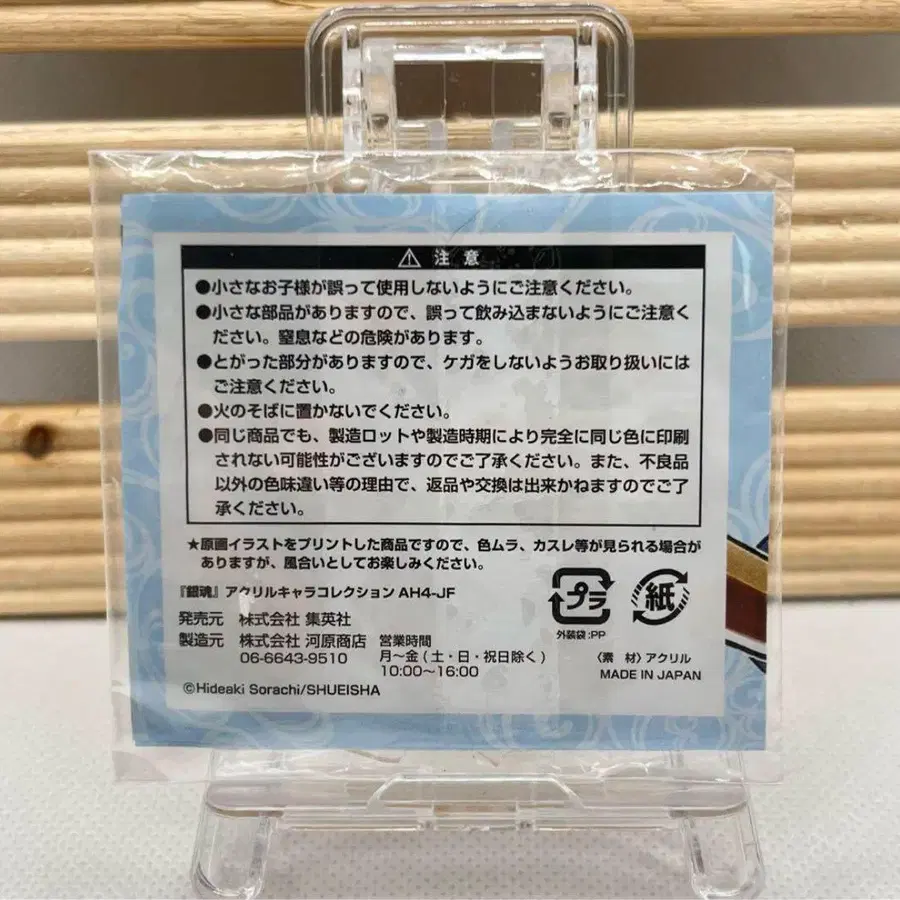 ⚠ 注意
●小さなお子様が誤って使用しないようにご注意ください。
●小さな部品がありますので、誤って飲み込まないようにご注意く
ださい。窒息などの危険があります。
●とがった部分がありますので、ケガをしないようお取り扱いには
ご注意ください。
●火のそばに置かないでください。
●同じ商品でも、製造ロットや製造時期により完全に同じ色に印刷
されない可能性がございますのでご了承ください。また、不良品
以外の色味違い等の理由で、返品や交換は出来かねますのでご了
承ください。
★原画イラストをプリントした商品ですので、色ムラ、カスレ等が見られる場合が
ありますが、風合いとしてお楽しみください。
『銀魂』アクリルキャラコレクション AH4-JF
発売元 株式会社 集英社
製造元 株式会社 河原商店
06-6643-9510
営業時間
月～金(土・日・祝日除く)
10:00～16:00
©Hideaki Sorachi/SHUEISHA
プラ
外装袋:PP
紙
〈素 材〉アクリル
MADE IN JAPAN